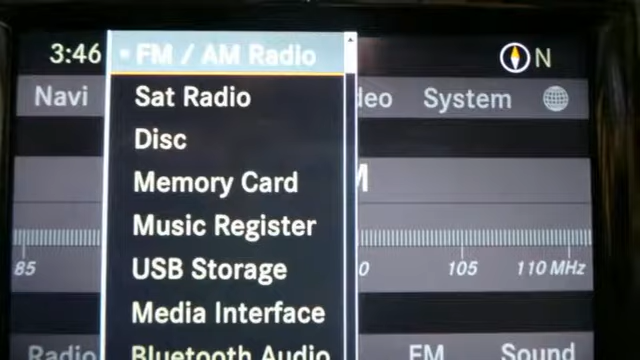 3:46
FM / AM Radio
N
Navi
Sat Radio
deo
System
Disc
Memory Card
M
Music Register
85
USB Storage
0
105
110 MHz
Media Interface
Radio
Bluetooth Audio
FM
Sound